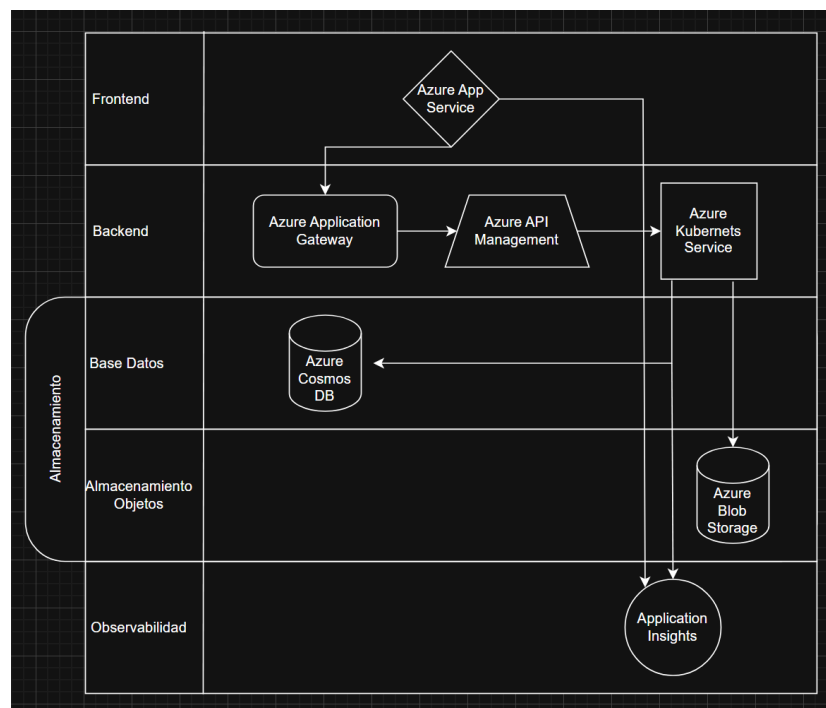 Frontend
Azure App
Service
Backend
Azure Application
Gateway
Azure API
Management
Azure
Kubernets
Service
Almacenamiento
Base Datos
Azure
Cosmos
DB
Almacenamiento
Objetos
Azure
Blob
Storage
Observabilidad
Application
Insights